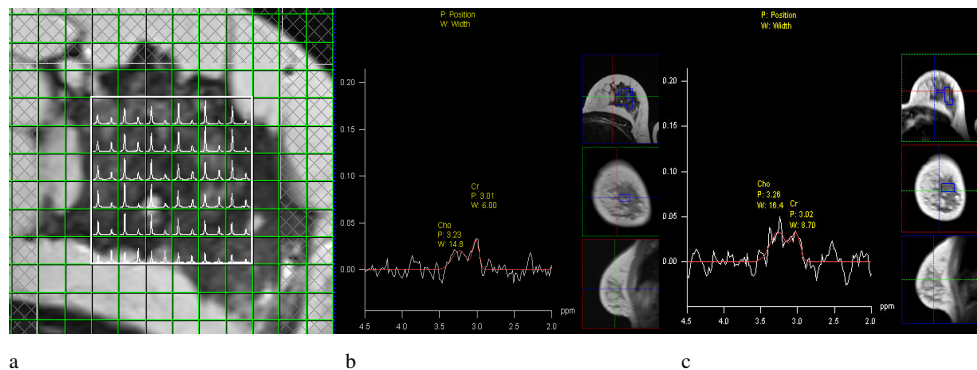 P: Position
W: Width
0.20
0.15
0.10
0.05
0.00
Cr
P: 3.01
W: 6.00
Cho
P: 3.23
W: 14.8
4.5 4.0 3.5 3.0 2.5 2.0 ppm
P: Position
W: Width
0.20
0.15
0.10
0.05
0.00
Cho
P: 3.26
W: 16.4
Cr
P: 3.02
W: 8.70
4.5 4.0 3.5 3.0 2.5 2.0 ppm
a b c